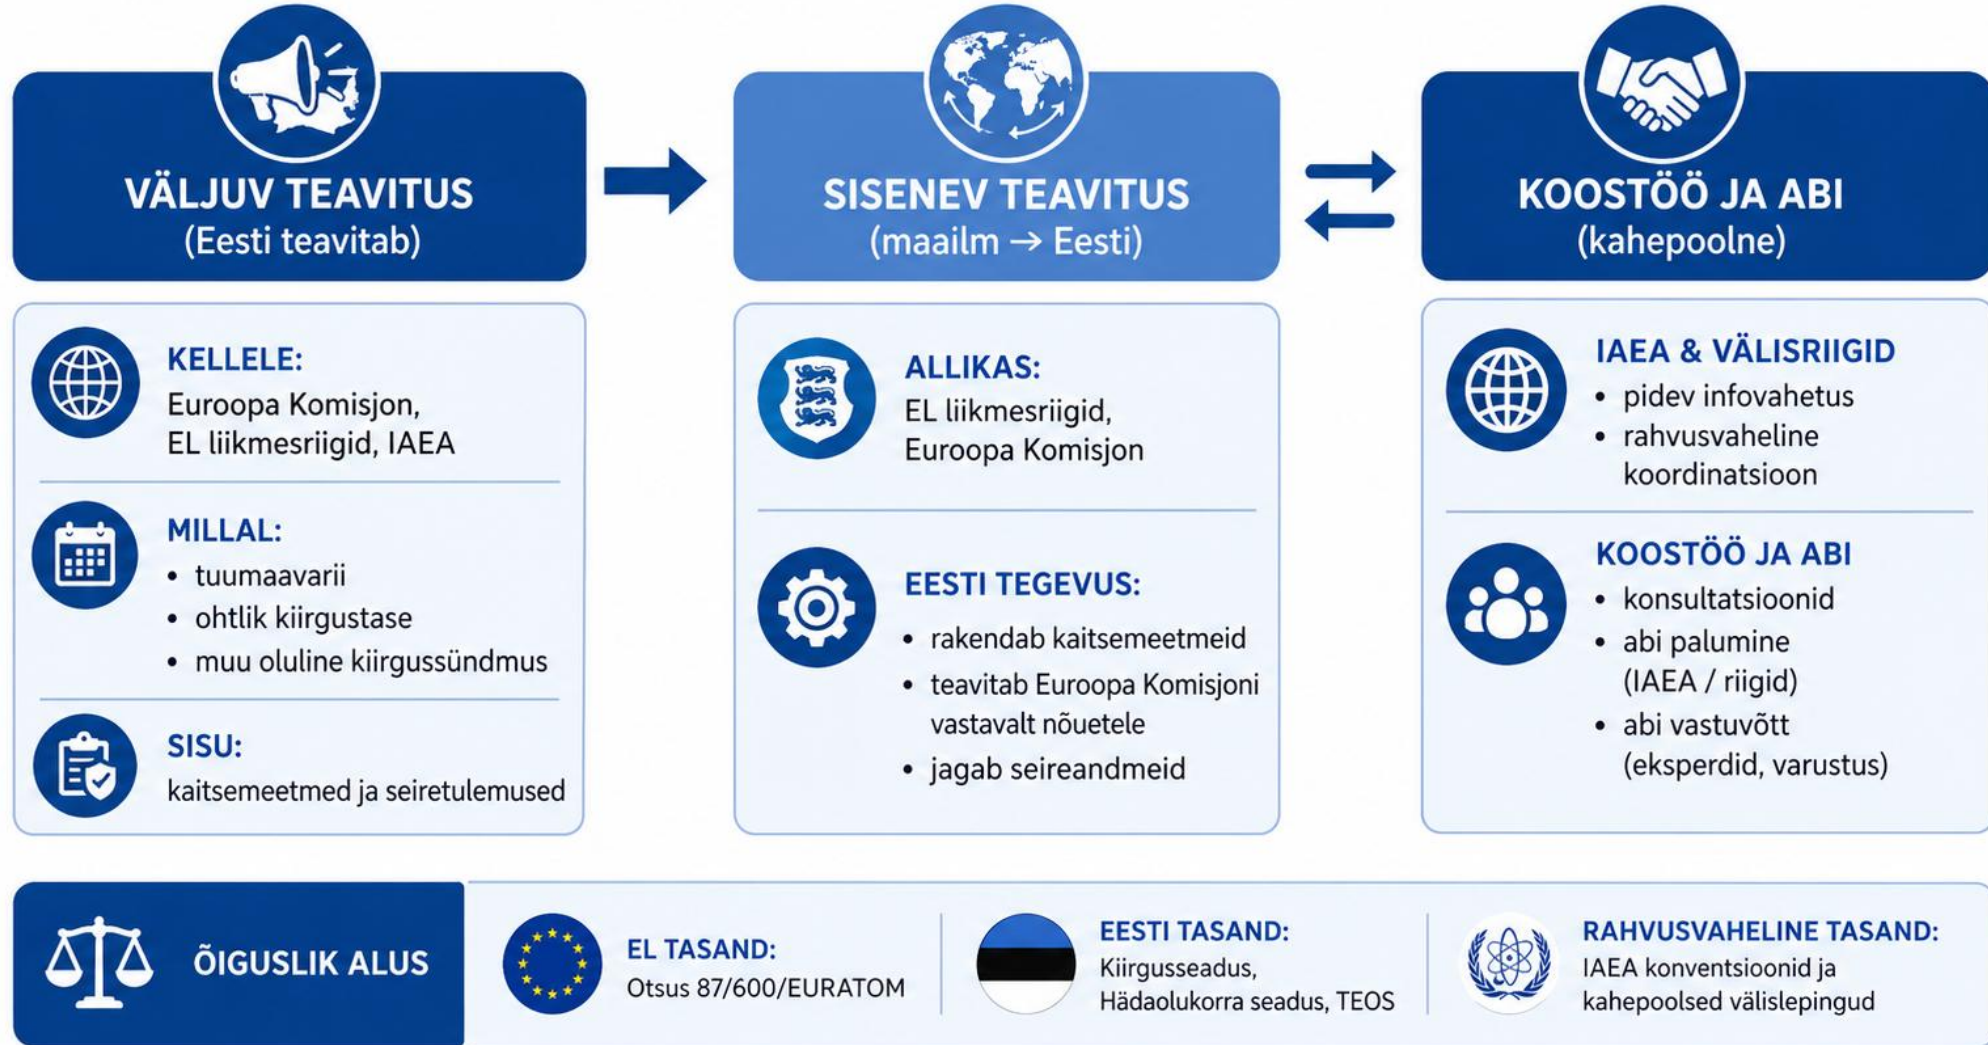 VÄLJUV TEAVITUS
(Eesti teavitab)
KELLELE:
Euroopa Komisjon,
EL liikmesriigid, IAEA
MILLAL:
• tuumaavarii
• ohtlik kiirgustase
• muu oluline kiirgussündmus
SISU:
kaitsemeetmed ja seiretulemused
SISENEV TEAVITUS
(maailm → Eesti)
ALLIKAS:
EL liikmesriigid,
Euroopa Komisjon
EESTI TEGEVUS:
• rakendab kaitsemeetmeid
• teavitab Euroopa Komisjoni
vastavalt nõuetele
• jagab seireandmeid
KOOSTÖÖ JA ABI
(kahepoolne)
IAEA & VÄLISRIIGID
• pidev infovahetus
• rahvusvaheline
koordinatsioon
KOOSTÖÖ JA ABI
• konsultatsioonid
• abi palumine
(IAEA / riigid)
• abi vastuvõtt
(eksperdid, varustus)
ÕIGUSLIK ALUS
EL TASAND:
Otsus 87/600/EURATOM
EESTI TASAND:
Kiirgusseadus,
Hädaolukorra seadus, TEOS
RAHVUSVAHELINE TASAND:
IAEA konventsioonid ja
kahepoolsed välislepingud